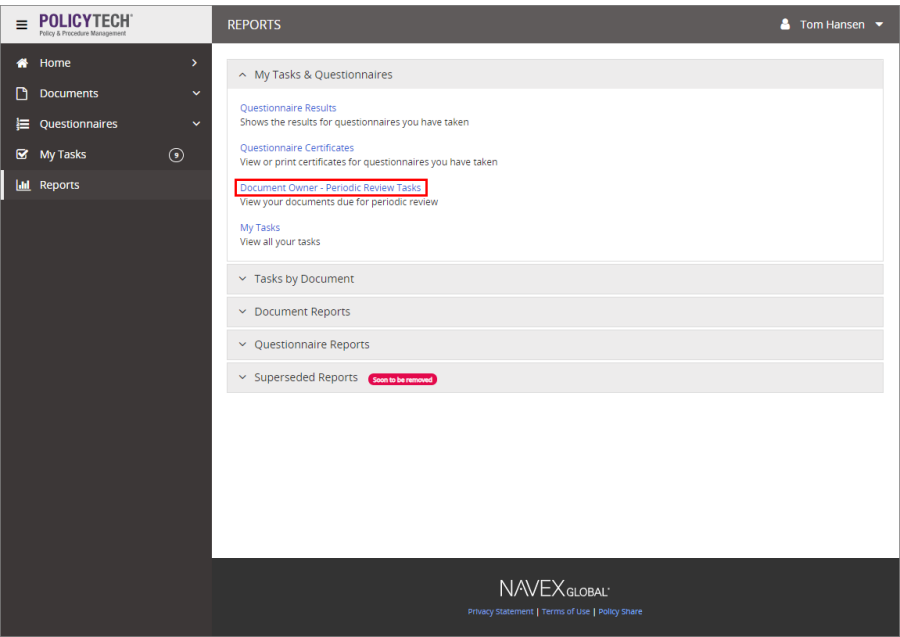 POLICYTECH
Policy & Procedure Management
REPORTS
Tom Hansen
Home
Documents
Questionnaires
My Tasks 9
Reports
My Tasks & Questionnaires
Questionnaire Results
Shows the results for questionnaires you have taken
Questionnaire Certificates
View or print certificates for questionnaires you have taken
Document Owner - Periodic Review Tasks
View your documents due for periodic review
My Tasks
View all your tasks
Tasks by Document
Document Reports
Questionnaire Reports
Superseded Reports Soon to be removed
NAVEX GLOBAL
Privacy Statement | Terms of Use | Policy Share